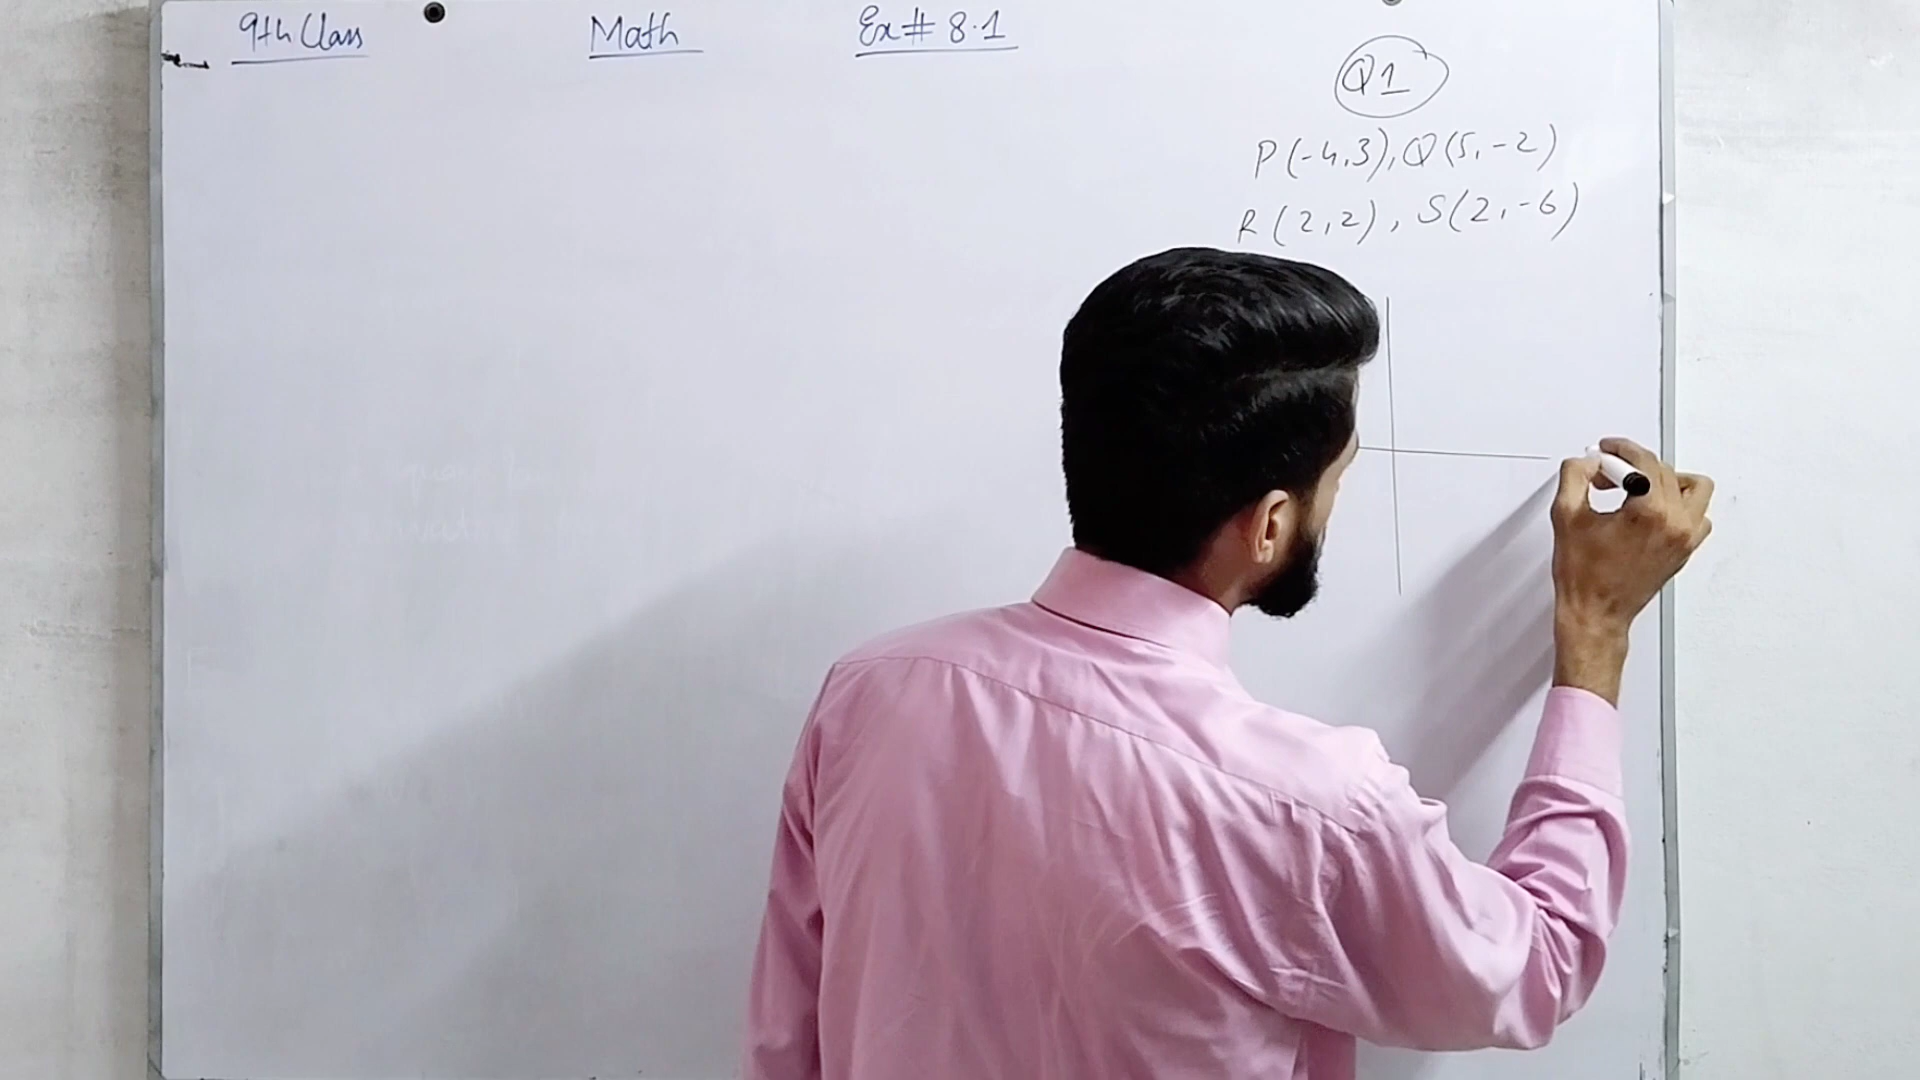 9th Class Math Ex# 8.1
Q1
P(-4,3), Q(5,-2)
R(2,2), S(2,-6)